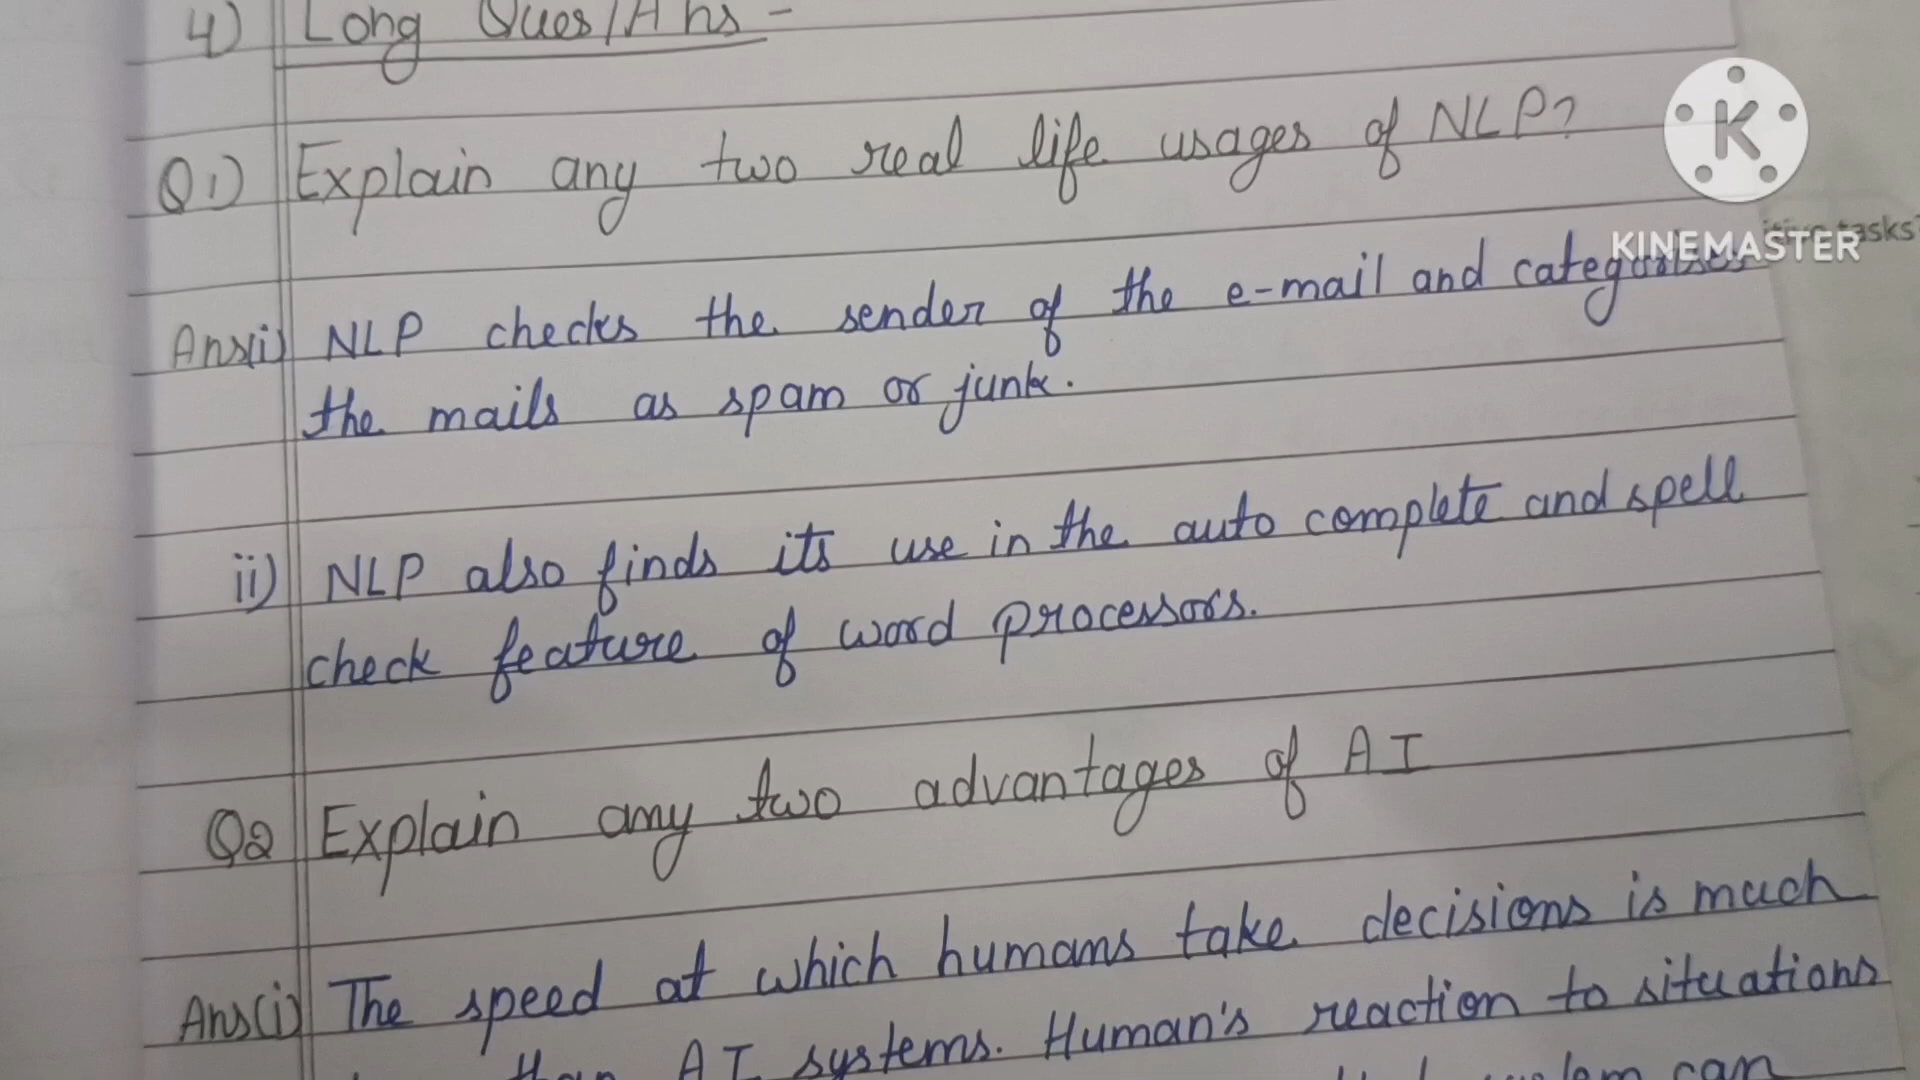 4) Long Ques/Ans -
Q1) Explain any two real life usages of NLP?
K
KINEMASTER
tasks
Ans(i) NLP checks the sender of the e-mail and categorises
the mails as spam or junk.
ii) NLP also finds its use in the auto complete and spell
check feature of word processors.
Q2 Explain any two advantages of AI
Ans(i) The speed at which humans take decisions is much
than AI systems. Human's reaction to situations
can